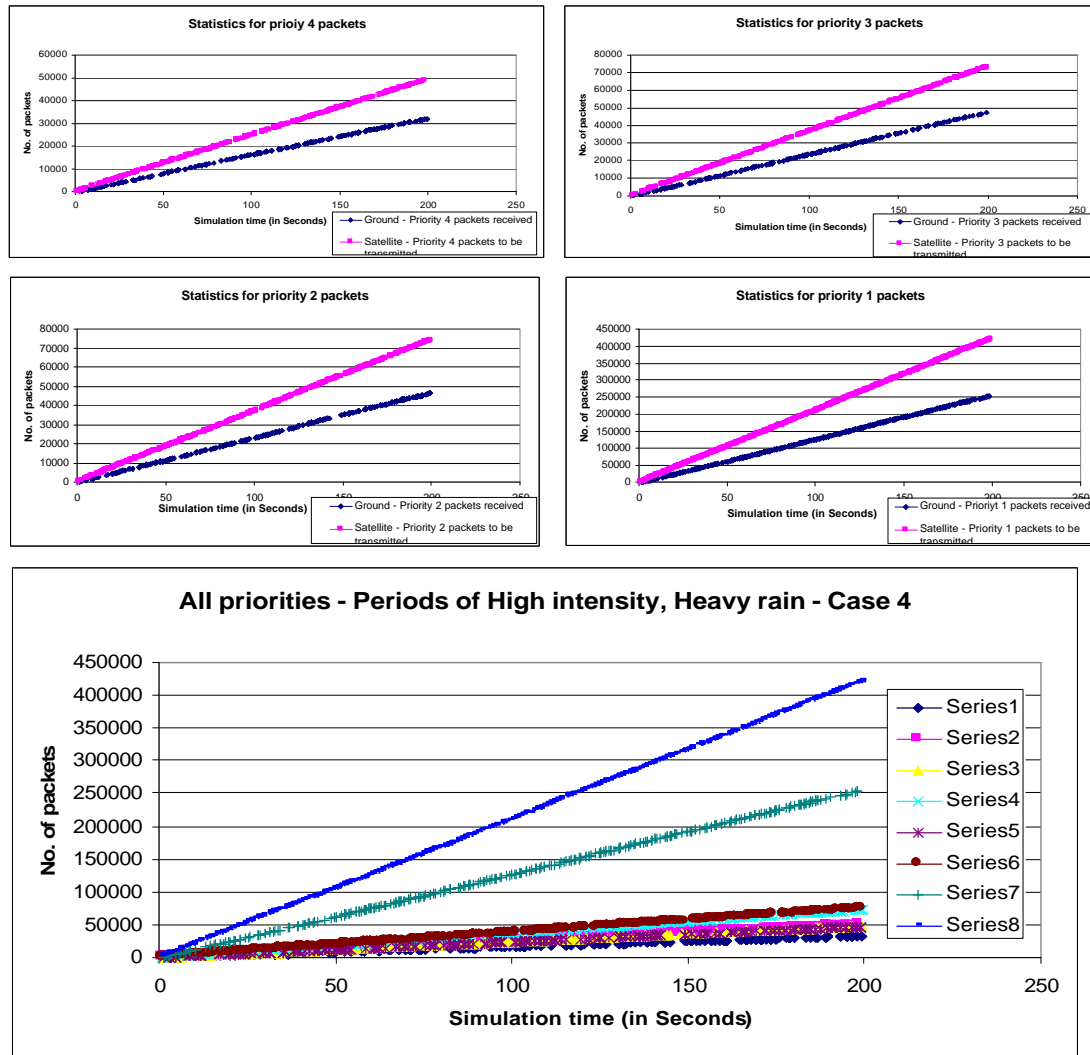 Statistics for prioiy 4 packets
60000
50000
40000
30000
20000
10000
0
0 50 100 150 200 250
No. of packets
Simulation time (in Seconds)
Ground - Priority 4 packets received
Satellite - Priority 4 packets to be
transmitted
Statistics for priority 3 packets
80000
70000
60000
50000
40000
30000
20000
10000
0
0 50 100 150 200 250
No. of packets
Simulation time (in Seconds)
Ground - Priority 3 packets received
Satellite - Priority 3 packets to be
transmitted
Statistics for priority 2 packets
80000
70000
60000
50000
40000
30000
20000
10000
0
0 50 100 150 200 250
No. of packets
Simulation time (in Seconds)
Ground - Priority 2 packets received
Satellite - Priority 2 packets to be
transmitted
Statistics for priority 1 packets
450000
400000
350000
300000
250000
200000
150000
100000
50000
0
0 50 100 150 200 250
No. of packets
Simulation time (in Seconds)
Ground - Prioriyt 1 packets received
Satellite - Priority 1 packets to be
transmitted
All priorities - Periods of High intensity, Heavy rain - Case 4
450000
400000
350000
300000
250000
200000
150000
100000
50000
0
0 50 100 150 200 250
No. of packets
Simulation time (in Seconds)
Series1
Series2
Series3
Series4
Series5
Series6
Series7
Series8